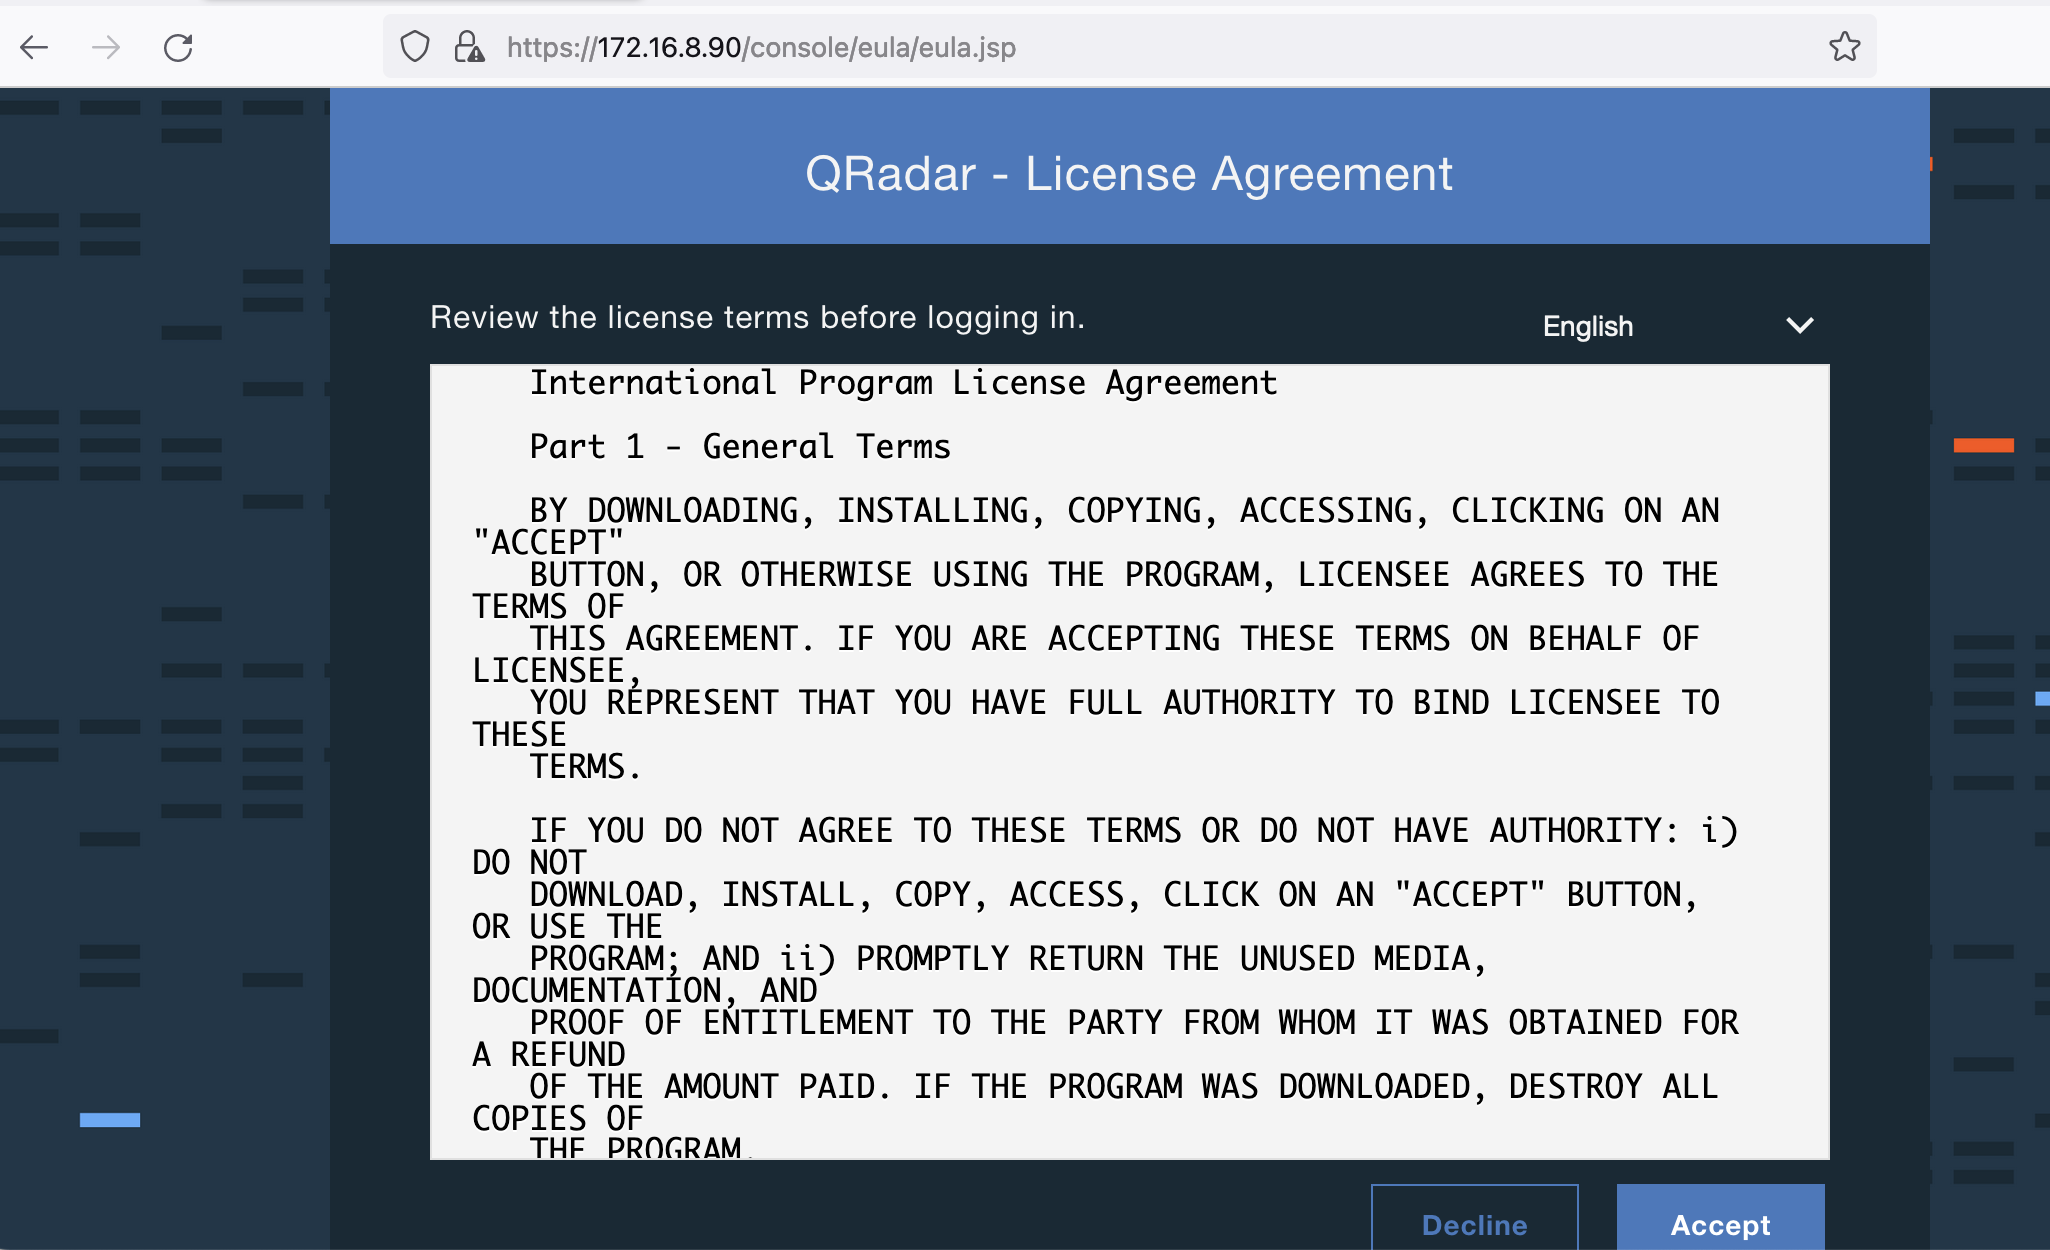 https://172.16.8.90/console/eula/eula.jsp
QRadar - License Agreement
Review the license terms before logging in.
English
International Program License Agreement
Part 1 - General Terms
BY DOWNLOADING, INSTALLING, COPYING, ACCESSING, CLICKING ON AN
"ACCEPT"
BUTTON, OR OTHERWISE USING THE PROGRAM, LICENSEE AGREES TO THE
TERMS OF
THIS AGREEMENT. IF YOU ARE ACCEPTING THESE TERMS ON BEHALF OF
LICENSEE,
YOU REPRESENT THAT YOU HAVE FULL AUTHORITY TO BIND LICENSEE TO
THESE
TERMS.
IF YOU DO NOT AGREE TO THESE TERMS OR DO NOT HAVE AUTHORITY: i)
DO NOT
DOWNLOAD, INSTALL, COPY, ACCESS, CLICK ON AN "ACCEPT" BUTTON,
OR USE THE
PROGRAM; AND ii) PROMPTLY RETURN THE UNUSED MEDIA,
DOCUMENTATION, AND
PROOF OF ENTITLEMENT TO THE PARTY FROM WHOM IT WAS OBTAINED FOR
A REFUND
OF THE AMOUNT PAID. IF THE PROGRAM WAS DOWNLOADED, DESTROY ALL
COPIES OF
THE PROGRAM.
Decline
Accept